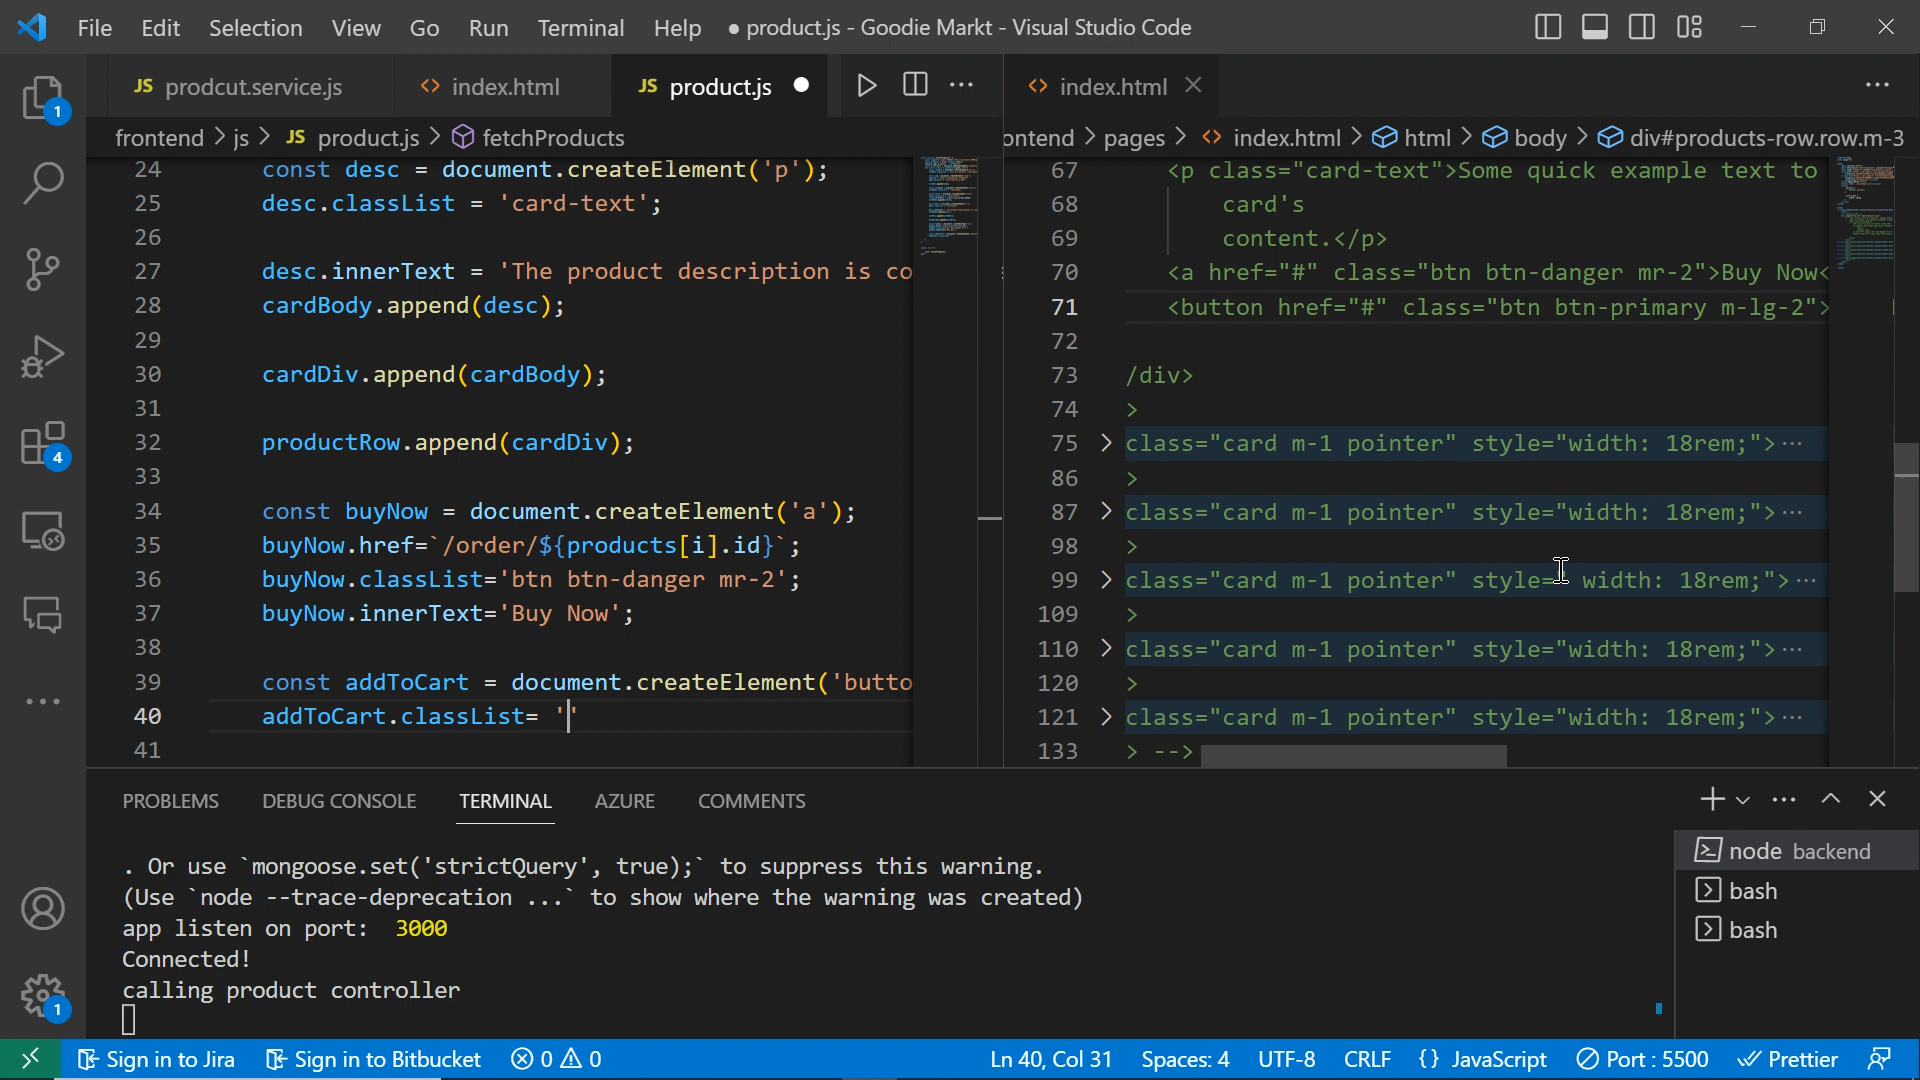 File Edit Selection View Go Run Terminal Help ● product.js - Goodie Markt - Visual Studio Code
JS prodcut.service.js <> index.html JS product.js
<> index.html
frontend > js > JS product.js > fetchProducts
ontend > pages > <> index.html > html > body > div#products-row.row.m-3
24 const desc = document.createElement('p');
25 desc.classList = 'card-text';
26
27 desc.innerText = 'The product description is co
28 cardBody.append(desc);
29
30 cardDiv.append(cardBody);
31
32 productRow.append(cardDiv);
33
34 const buyNow = document.createElement('a');
35 buyNow.href=`/order/${products[i].id}`;
36 buyNow.classList='btn btn-danger mr-2';
37 buyNow.innerText='Buy Now';
38
39 const addToCart = document.createElement('butto
40 addToCart.classList= ''
41
67 <p class="card-text">Some quick example text to
68 card's
69 content.</p>
70 <a href="#" class="btn btn-danger mr-2">Buy Now<
71 <button href="#" class="btn btn-primary m-lg-2">
72
73 /div>
74 >
75 > class="card m-1 pointer" style="width: 18rem;">···
86 >
87 > class="card m-1 pointer" style="width: 18rem;">···
98 >
99 > class="card m-1 pointer" style=" width: 18rem;">···
109 >
110 > class="card m-1 pointer" style="width: 18rem;">···
120 >
121 > class="card m-1 pointer" style="width: 18rem;">···
133 > -->
PROBLEMS DEBUG CONSOLE TERMINAL AZURE COMMENTS
. Or use `mongoose.set('strictQuery', true);` to suppress this warning.
(Use `node --trace-deprecation ...` to show where the warning was created)
app listen on port: 3000
Connected!
calling product controller
node backend
bash
bash
1
4
1
Sign in to Jira Sign in to Bitbucket 0 0 Ln 40, Col 31 Spaces: 4 UTF-8 CRLF {} JavaScript Port : 5500 Prettier